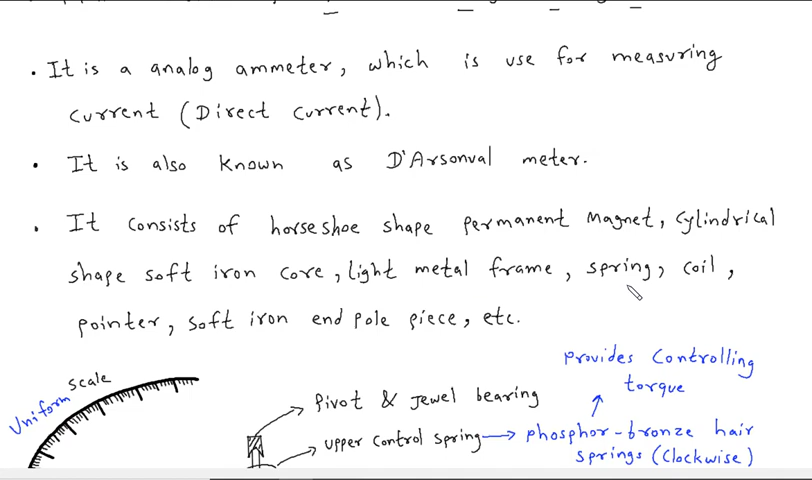 · It is a analog ammeter, which is use for measuring
current (Direct current).
· It is also known as D'Arsonval meter.
· It consists of horseshoe shape permanent magnet, cylindrical
shape soft iron core, light metal frame, spring, coil,
pointer, soft iron end pole piece, etc.
Uniform scale
Provides controlling
torque
Pivot & Jewel bearing
upper control spring → phosphor-bronze hair
springs (clockwise)